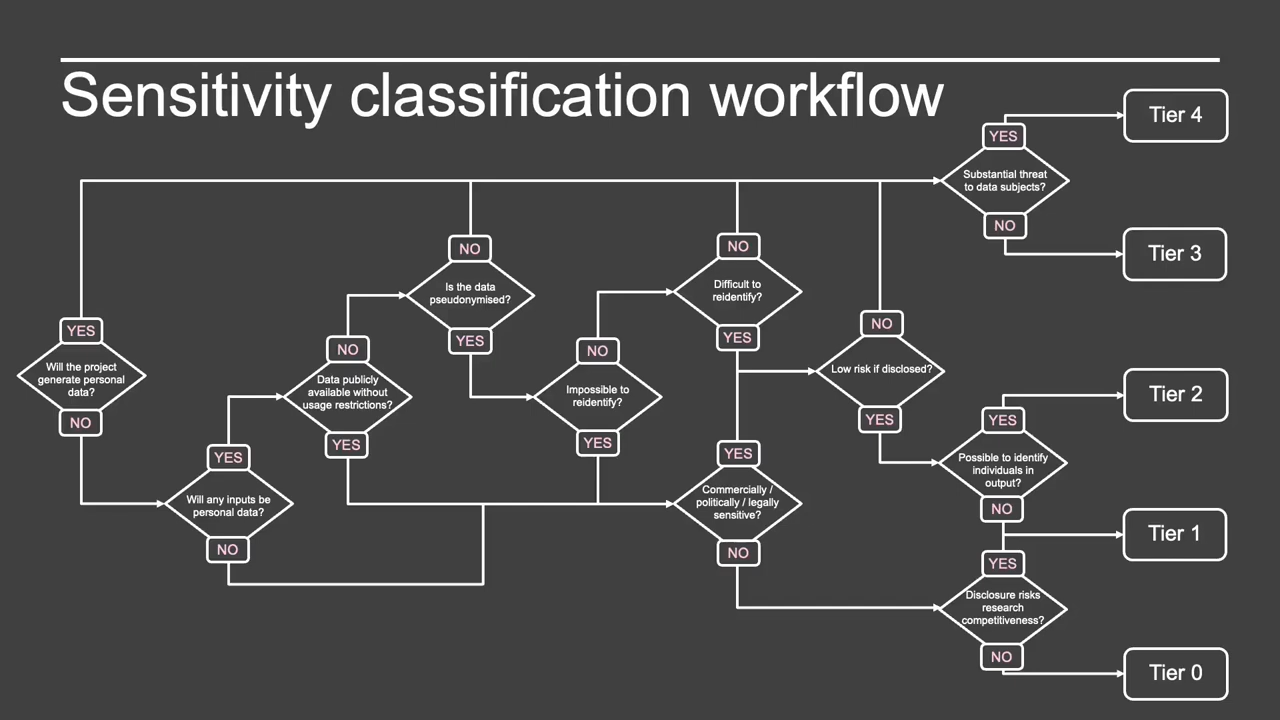 Sensitivity classification workflow
Tier 4
YES
Substantial threat
to data subjects?
NO
Tier 3
NO
Is the data
pseudonymised?
YES
NO
Difficult to
reidentify?
YES
YES
Will the project
generate personal
data?
NO
NO
Data publicly
available without
usage restrictions?
YES
NO
Impossible to
reidentify?
YES
NO
Low risk if disclosed?
YES
Tier 2
YES
Possible to identify
individuals in
output?
NO
YES
Will any inputs be
personal data?
NO
YES
Commercially /
politically / legally
sensitive?
NO
Tier 1
YES
Disclosure risks
research
competitiveness?
NO
Tier 0